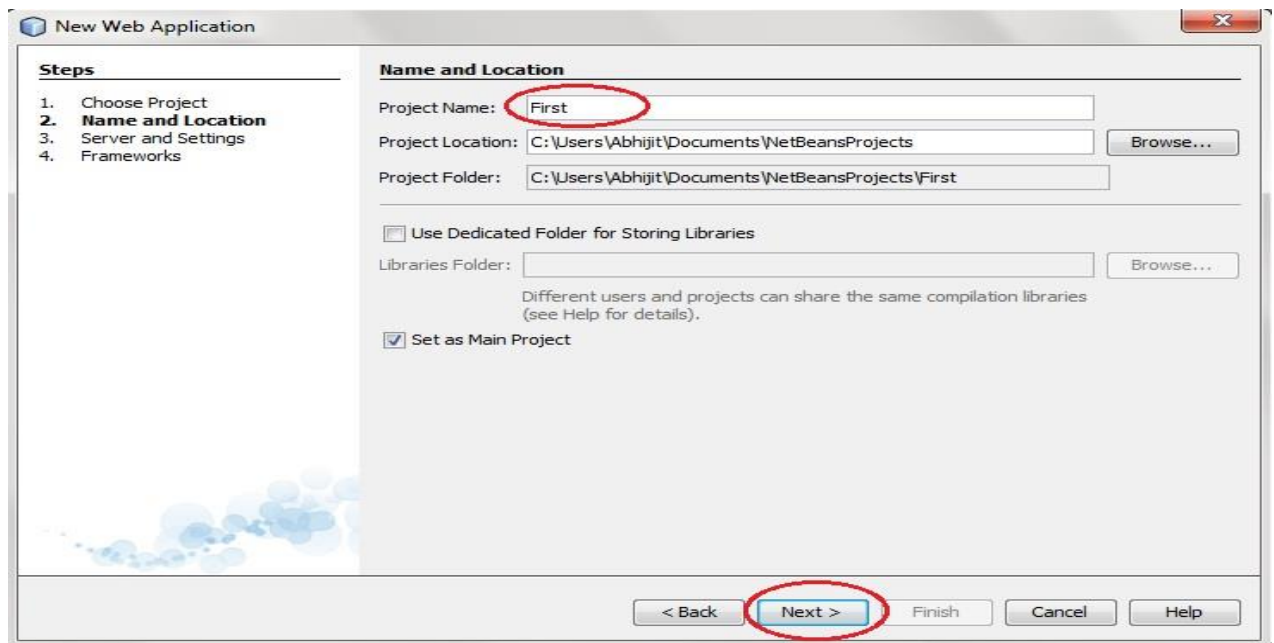 New Web Application
Steps
1. Choose Project
2. Name and Location
3. Server and Settings
4. Frameworks
Name and Location
Project Name: First
Project Location: C:\Users\Abhijit\Documents\NetBeansProjects Browse...
Project Folder: C:\Users\Abhijit\Documents\NetBeansProjects\First
Use Dedicated Folder for Storing Libraries
Libraries Folder: Browse...
Different users and projects can share the same compilation libraries
(see Help for details).
Set as Main Project
< Back Next > Finish Cancel Help